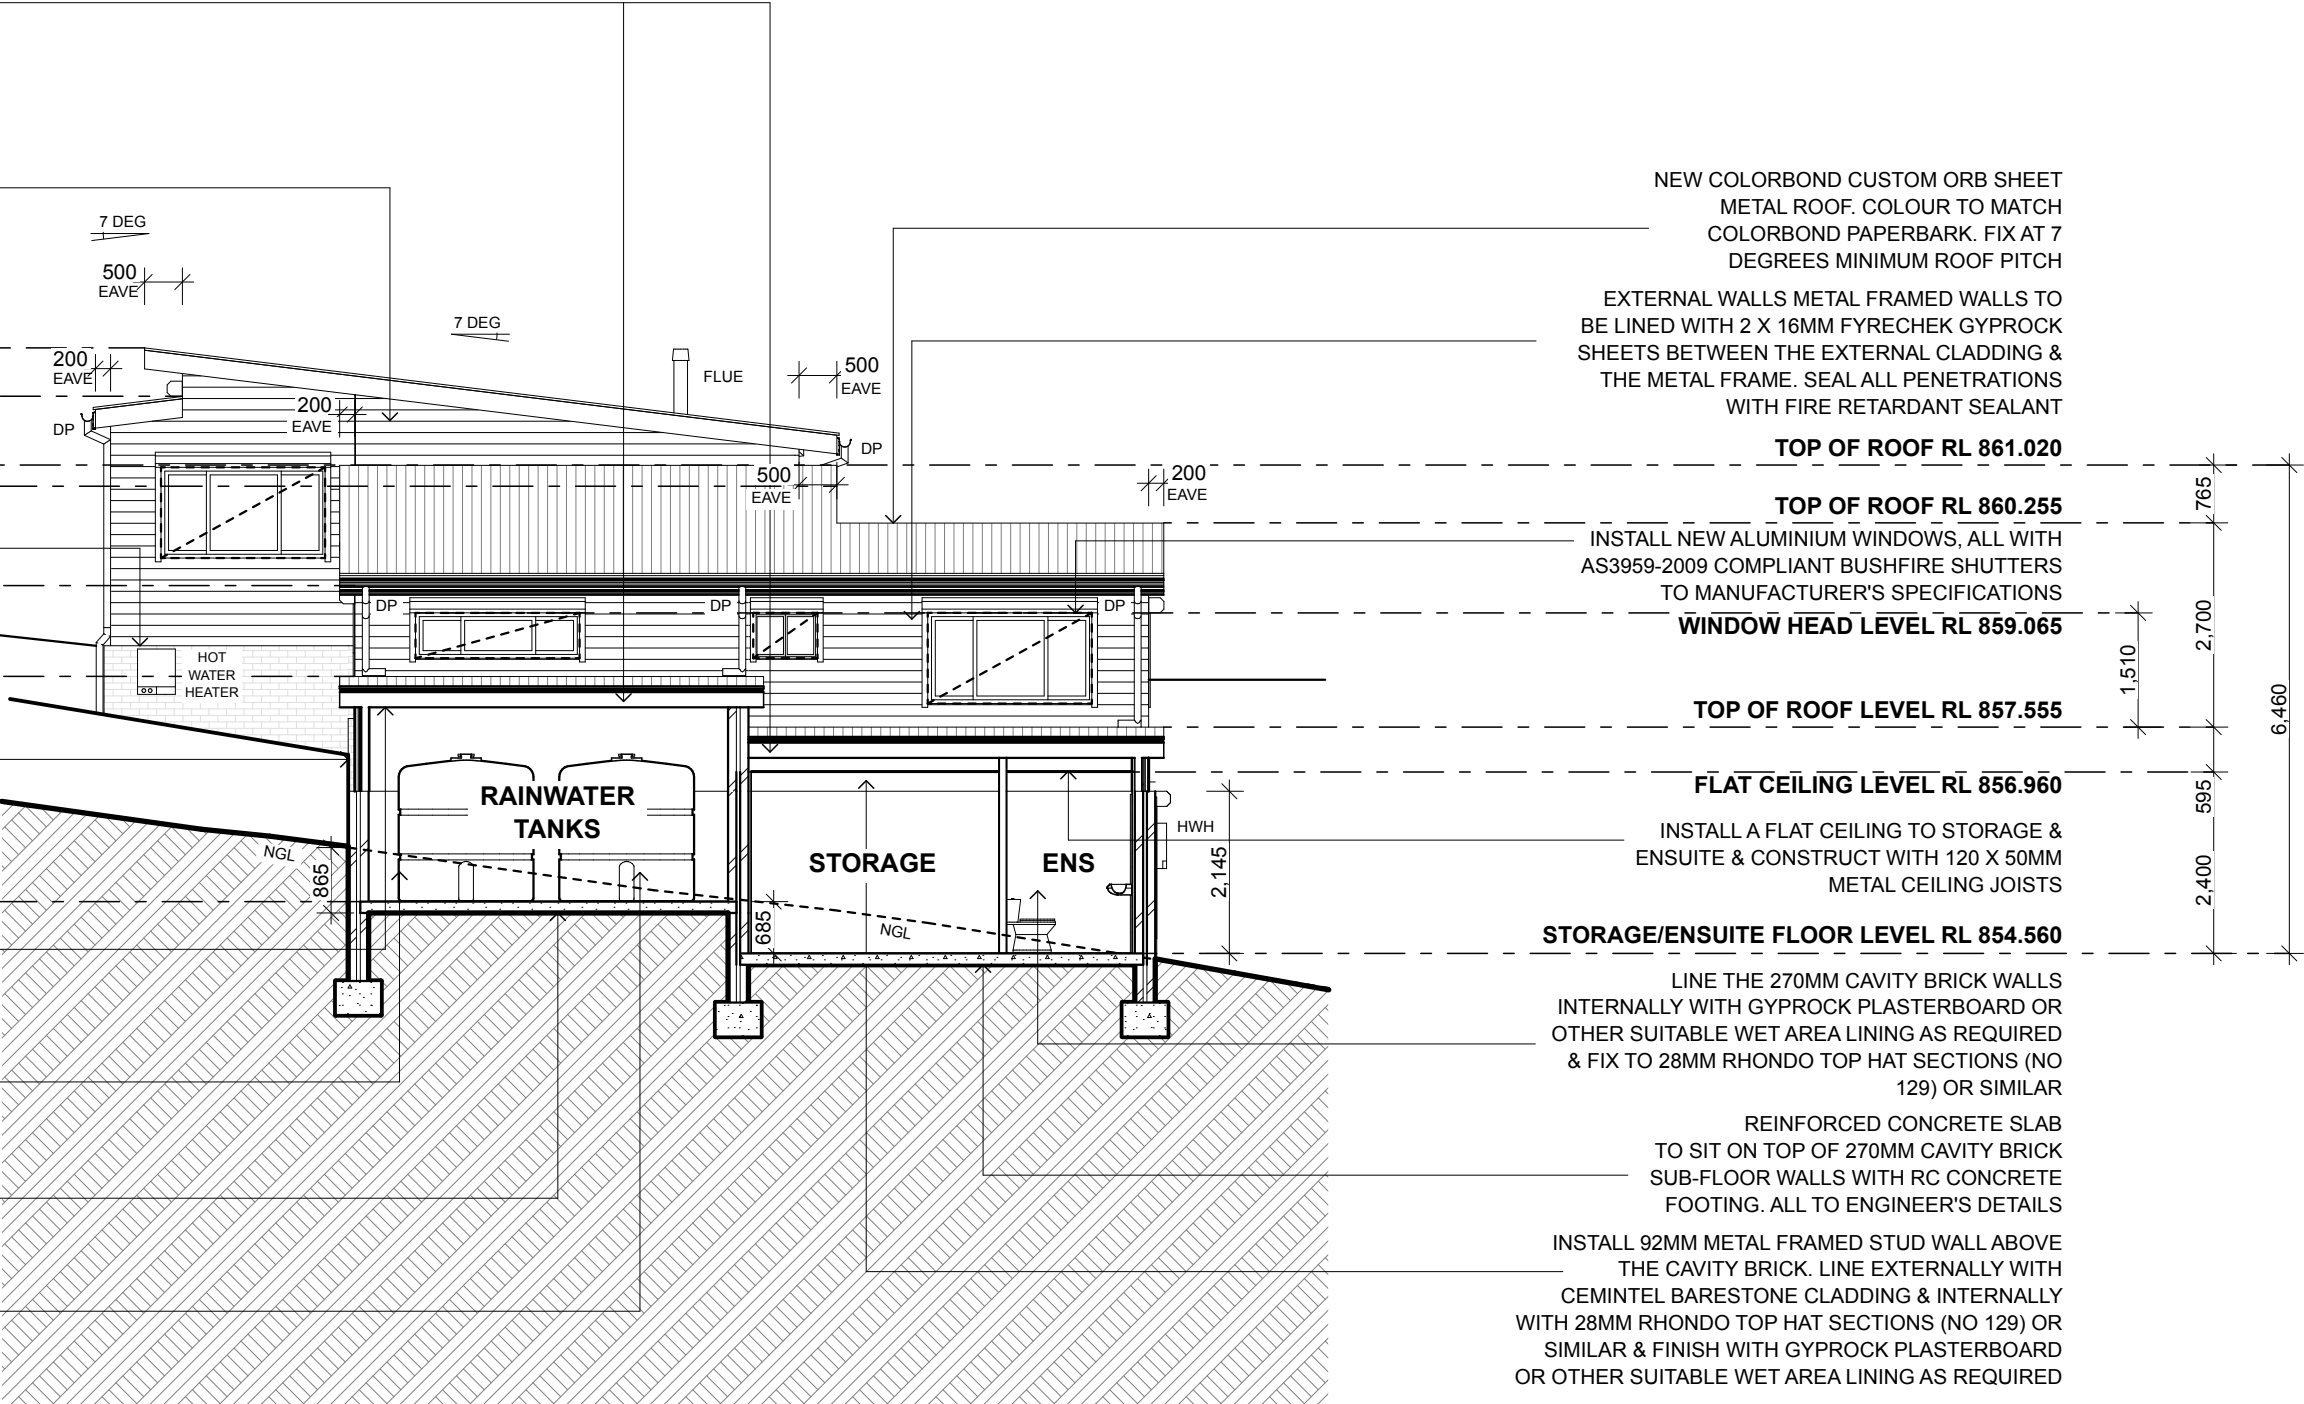 7 DEG
500
EAVE
7 DEG
200
EAVE
200
EAVE
DP
FLUE
500
EAVE
DP
500
EAVE
200
EAVE
DP
DP
DP
HOT
WATER
HEATER
RAINWATER
TANKS
STORAGE
ENS
HWH
NGL
NGL
865
685
2,145
NEW COLORBOND CUSTOM ORB SHEET
METAL ROOF. COLOUR TO MATCH
COLORBOND PAPERBARK. FIX AT 7
DEGREES MINIMUM ROOF PITCH
EXTERNAL WALLS METAL FRAMED WALLS TO
BE LINED WITH 2 X 16MM FYRECHEK GYPROCK
SHEETS BETWEEN THE EXTERNAL CLADDING &
THE METAL FRAME. SEAL ALL PENETRATIONS
WITH FIRE RETARDANT SEALANT
TOP OF ROOF RL 861.020
TOP OF ROOF RL 860.255
INSTALL NEW ALUMINIUM WINDOWS, ALL WITH
AS3959-2009 COMPLIANT BUSHFIRE SHUTTERS
TO MANUFACTURER'S SPECIFICATIONS
WINDOW HEAD LEVEL RL 859.065
TOP OF ROOF LEVEL RL 857.555
FLAT CEILING LEVEL RL 856.960
INSTALL A FLAT CEILING TO STORAGE &
ENSUITE & CONSTRUCT WITH 120 X 50MM
METAL CEILING JOISTS
STORAGE/ENSUITE FLOOR LEVEL RL 854.560
LINE THE 270MM CAVITY BRICK WALLS
INTERNALLY WITH GYPROCK PLASTERBOARD OR
OTHER SUITABLE WET AREA LINING AS REQUIRED
& FIX TO 28MM RHONDO TOP HAT SECTIONS (NO
129) OR SIMILAR
REINFORCED CONCRETE SLAB
TO SIT ON TOP OF 270MM CAVITY BRICK
SUB-FLOOR WALLS WITH RC CONCRETE
FOOTING. ALL TO ENGINEER'S DETAILS
INSTALL 92MM METAL FRAMED STUD WALL ABOVE
THE CAVITY BRICK. LINE EXTERNALLY WITH
CEMINTEL BARESTONE CLADDING & INTERNALLY
WITH 28MM RHONDO TOP HAT SECTIONS (NO 129) OR
SIMILAR & FINISH WITH GYPROCK PLASTERBOARD
OR OTHER SUITABLE WET AREA LINING AS REQUIRED
1,510
765
2,700
595
2,400
6,460